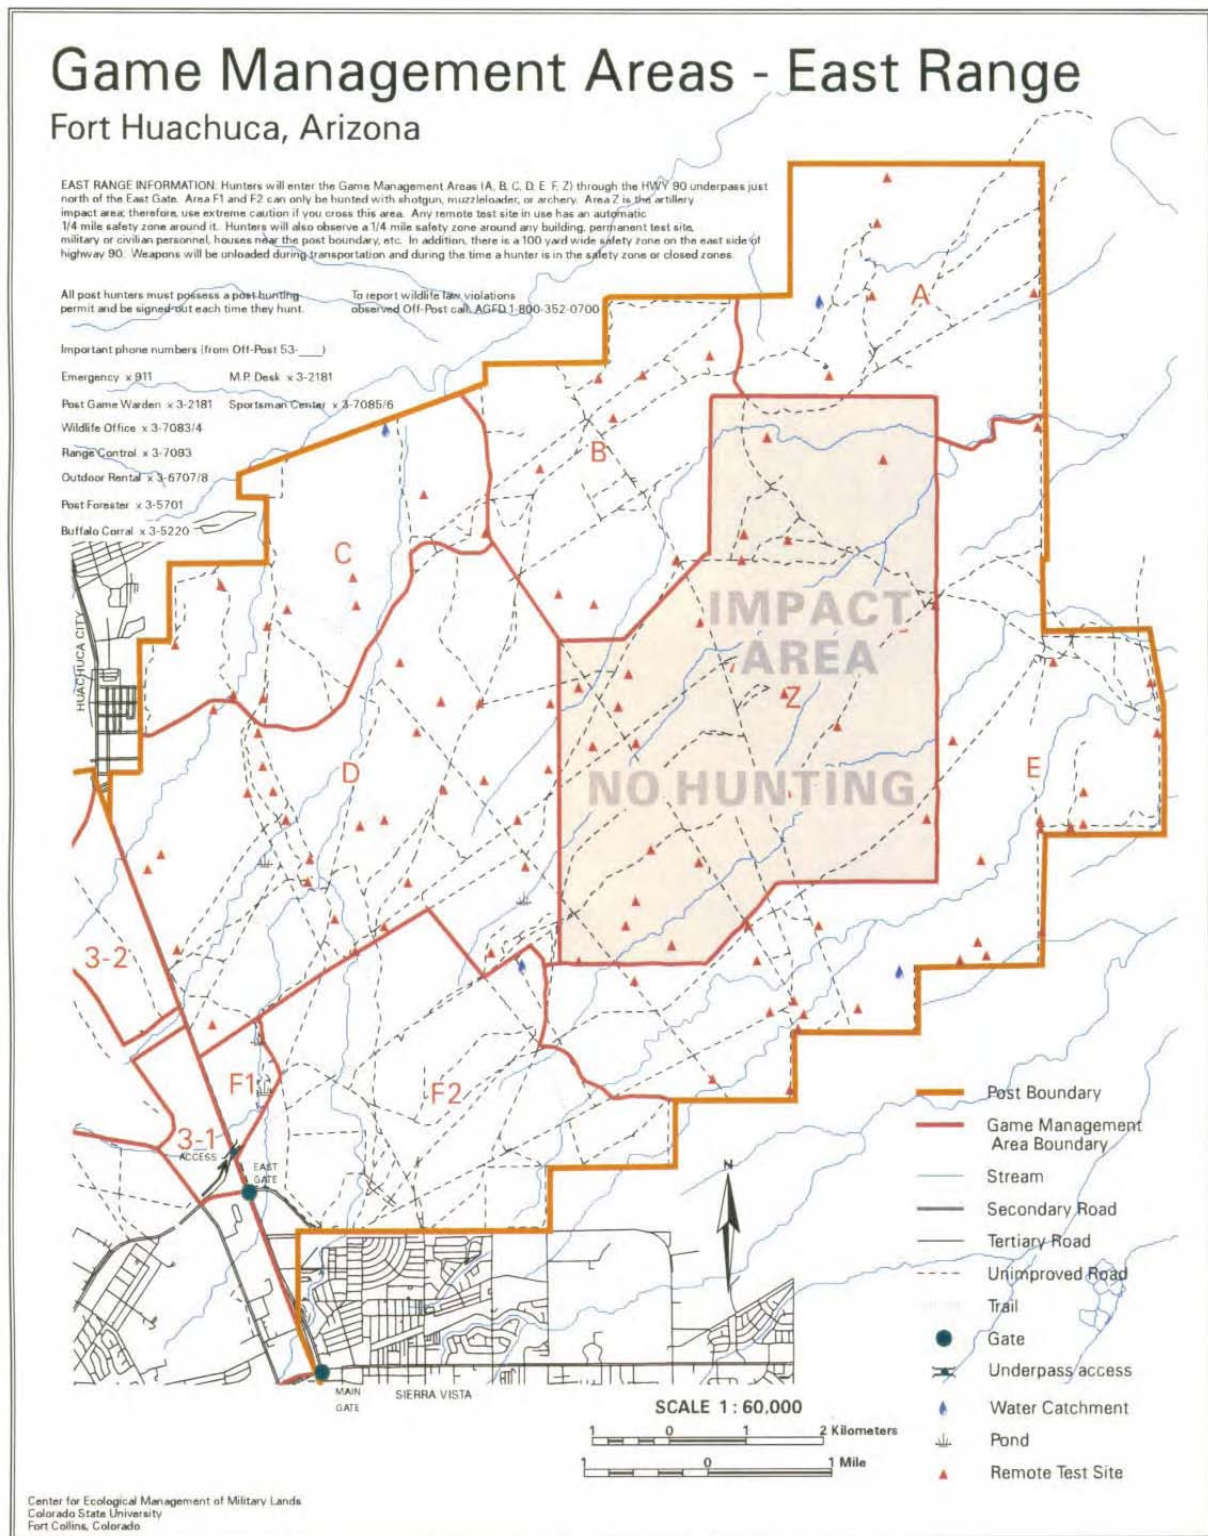 Game Management Areas - East Range
Fort Huachuca, Arizona
EAST RANGE INFORMATION: Hunters will enter the Game Management Areas (A, B, C, D, E, F, Z) through the HWY 90 underpass just
north of the East Gate. Area F1 and F2 can only be hunted with shotgun, muzzleloader, or archery. Area Z is the artillery
impact area; therefore, use extreme caution if you cross this area. Any remote test site in use has an automatic
1/4 mile safety zone around it. Hunters will also observe a 1/4 mile safety zone around any building, permanent test site,
military or civilian personnel, houses near the post boundary, etc. In addition, there is a 100 yard wide safety zone on the east side of
highway 90. Weapons will be unloaded during transportation and during the time a hunter is in the safety zone or closed zones.
All post hunters must possess a post hunting
permit and be signed-out each time they hunt.
To report wildlife law violations
observed Off-Post call, AGFD 1-800-352-0700
Important phone numbers (from Off-Post 53-____)
Emergency x 911
M.P. Desk x 3-2181
Post Game Warden x 3-2181
Sportsman Center x 3-7085/6
Wildlife Office x 3-7083/4
Range Control x 3-7093
Outdoor Rental x 3-6707/8
Post Forester x 3-5701
Buffalo Corral x 3-5220
A
B
C
HUACHUCA CITY
IMPACT
AREA
Z
D
E
NO HUNTING
3-2
F1
F2
3-1
ACCESS
EAST
GATE
N
MAIN
GATE
SIERRA VISTA
Post Boundary
Game Management
Area Boundary
Stream
Secondary Road
Tertiary Road
Unimproved Road
Trail
Gate
Underpass access
Water Catchment
Pond
Remote Test Site
SCALE 1 : 60,000
1 0 1 2 Kilometers
1 0 1 Mile
Center for Ecological Management of Military Lands
Colorado State University
Fort Collins, Colorado